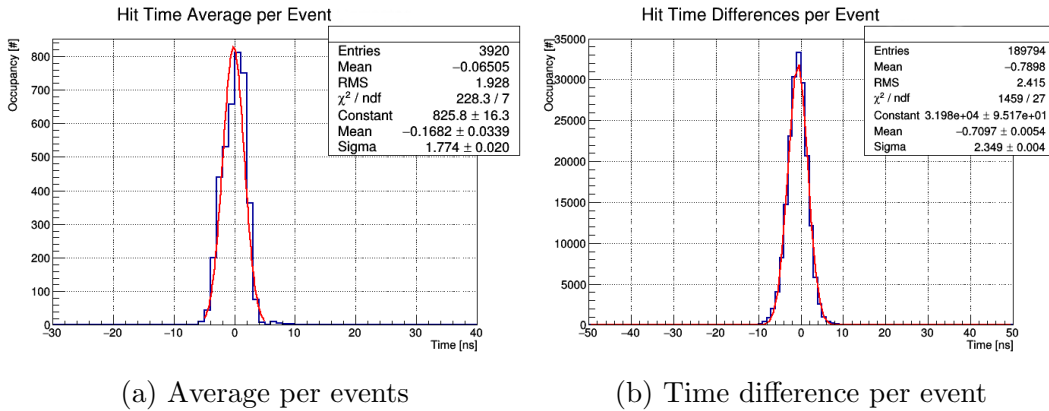 Hit Time Average per Event
Occupancy [#]
800
700
600
500
400
300
200
100
0
−30
−20
−10
0
10
20
30
40
Time [ns]
Entries 3920
Mean −0.06505
RMS 1.928
χ² / ndf 228.3 / 7
Constant 825.8 ± 16.3
Mean −0.1682 ± 0.0339
Sigma 1.774 ± 0.020
(a) Average per events
Hit Time Differences per Event
Occupancy [#]
35000
30000
25000
20000
15000
10000
5000
0
−50
−40
−30
−20
−10
0
10
20
30
40
50
Time [ns]
Entries 189794
Mean −0.7898
RMS 2.415
χ² / ndf 1459 / 27
Constant 3.198e+04 ± 9.517e+01
Mean −0.7097 ± 0.0054
Sigma 2.349 ± 0.004
(b) Time difference per event